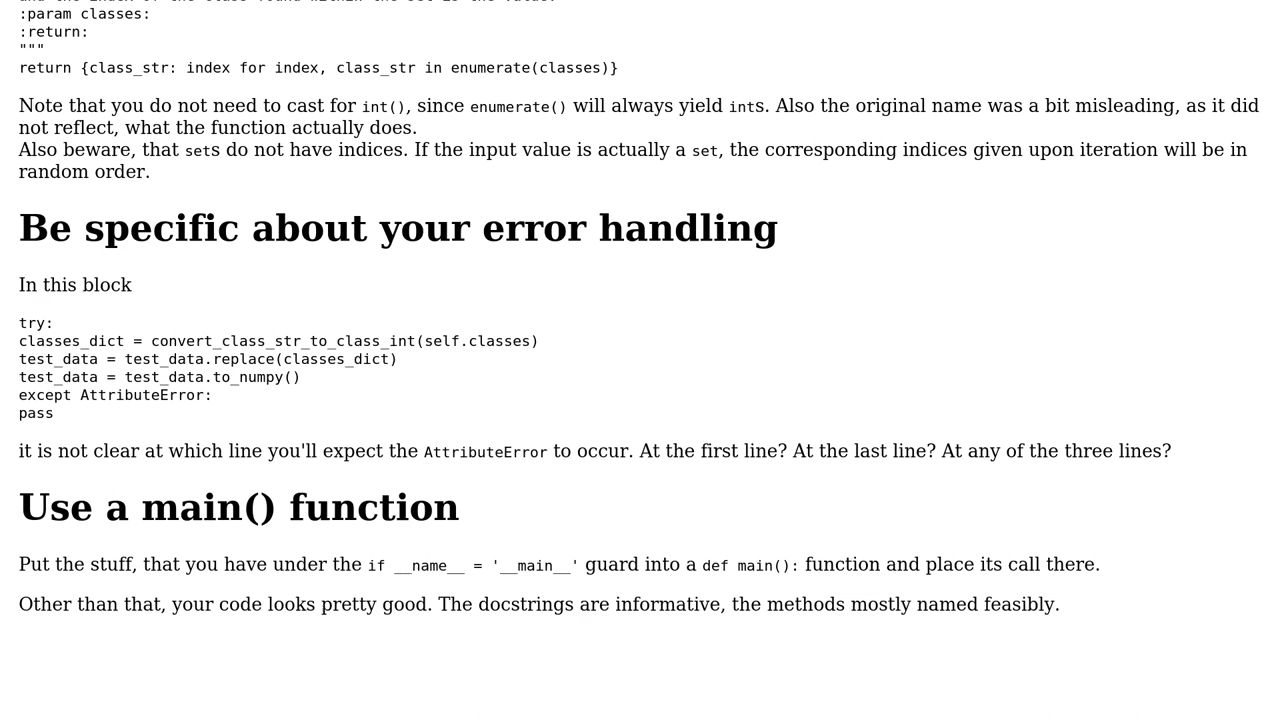 :param classes:
:return:
"""
return {class_str: index for index, class_str in enumerate(classes)}
Note that you do not need to cast for int(), since enumerate() will always yield ints. Also the original name was a bit misleading, as it did
not reflect, what the function actually does.
Also beware, that sets do not have indices. If the input value is actually a set, the corresponding indices given upon iteration will be in
random order.
Be specific about your error handling
In this block
try:
classes_dict = convert_class_str_to_class_int(self.classes)
test_data = test_data.replace(classes_dict)
test_data = test_data.to_numpy()
except AttributeError:
pass
it is not clear at which line you'll expect the AttributeError to occur. At the first line? At the last line? At any of the three lines?
Use a main() function
Put the stuff, that you have under the if __name__ = '__main__' guard into a def main(): function and place its call there.
Other than that, your code looks pretty good. The docstrings are informative, the methods mostly named feasibly.